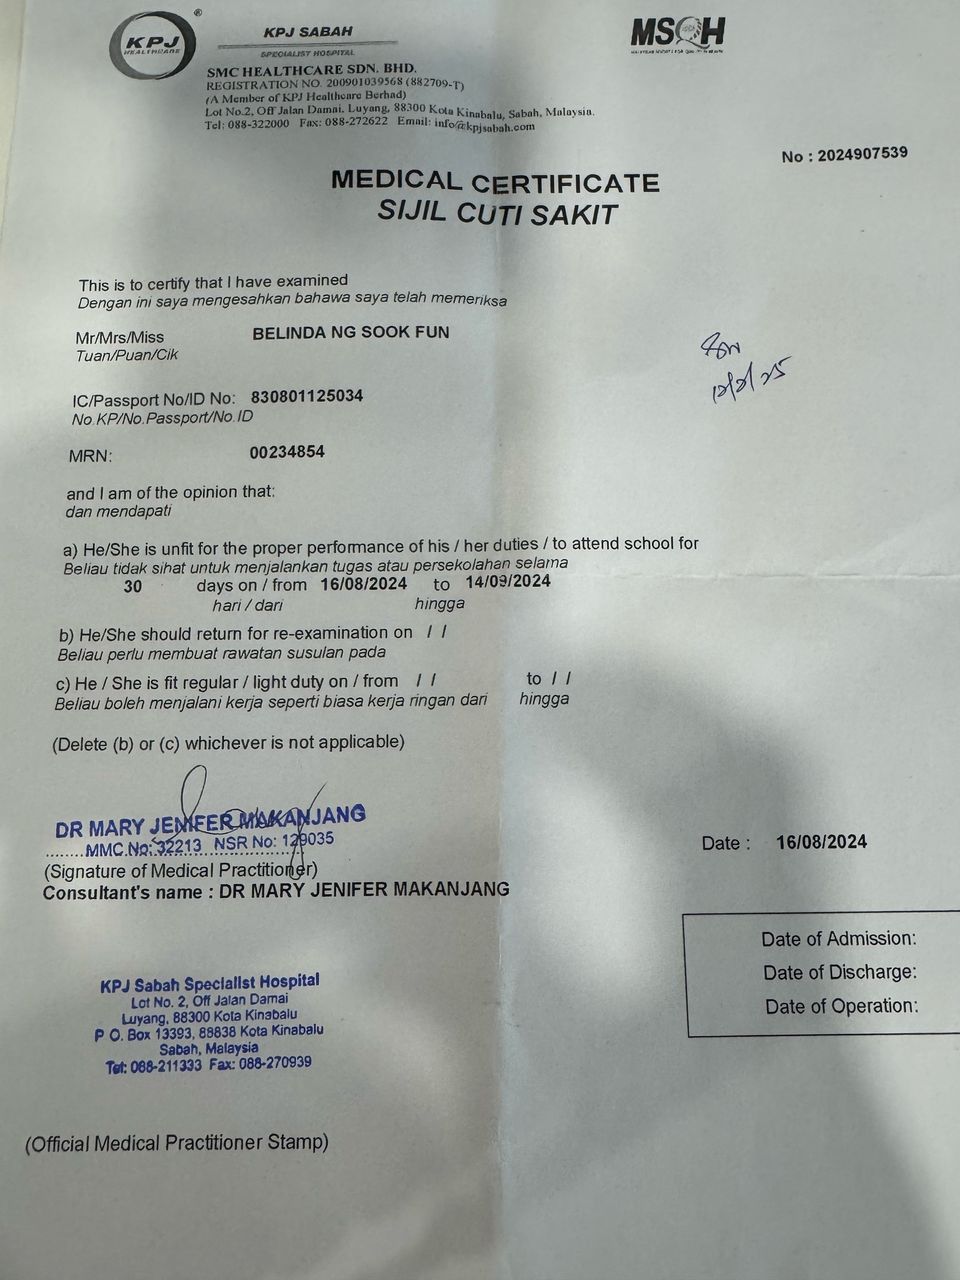 KPJ
HEALTHCARE
®
KPJ SABAH
SPECIALIST HOSPITAL
MSQH
SMC HEALTHCARE SDN. BHD.
REGISTRATION NO. 200901039568 (882709-T)
(A Member of KPJ Healthcare Berhad)
Lot No.2, Off Jalan Damai, Luyang, 88300 Kota Kinabalu, Sabah, Malaysia.
Tel: 088-322000 Fax: 088-272622 Email: info@kpjsabah.com
No : 2024907539
MEDICAL CERTIFICATE
SIJIL CUTI SAKIT
This is to certify that I have examined
Dengan ini saya mengesahkan bahawa saya telah memeriksa
Mr/Mrs/Miss BELINDA NG SOOK FUN
Tuan/Puan/Cik
IC/Passport No/ID No: 830801125034
No.KP/No.Passport/No.ID
MRN: 00234854
and I am of the opinion that:
dan mendapati
a) He/She is unfit for the proper performance of his / her duties / to attend school for
Beliau tidak sihat untuk menjalankan tugas atau persekolahan selama
30 days on / from 16/08/2024 to 14/09/2024
hari / dari hingga
b) He/She should return for re-examination on / /
Beliau perlu membuat rawatan susulan pada
c) He / She is fit regular / light duty on / from / / to / /
Beliau boleh menjalani kerja seperti biasa kerja ringan dari hingga
(Delete (b) or (c) whichever is not applicable)
DR MARY JENIFER MAKANJANG
MMC.No: 32213 NSR No: 129035
(Signature of Medical Practitioner)
Consultant's name : DR MARY JENIFER MAKANJANG
Date : 16/08/2024
Date of Admission:
Date of Discharge:
Date of Operation:
KPJ Sabah Specialist Hospital
Lot No. 2, Off Jalan Damai
Luyang, 88300 Kota Kinabalu
P O. Box 13393, 88838 Kota Kinabalu
Sabah, Malaysia
Tel: 088-211333 Fax: 088-270939
(Official Medical Practitioner Stamp)